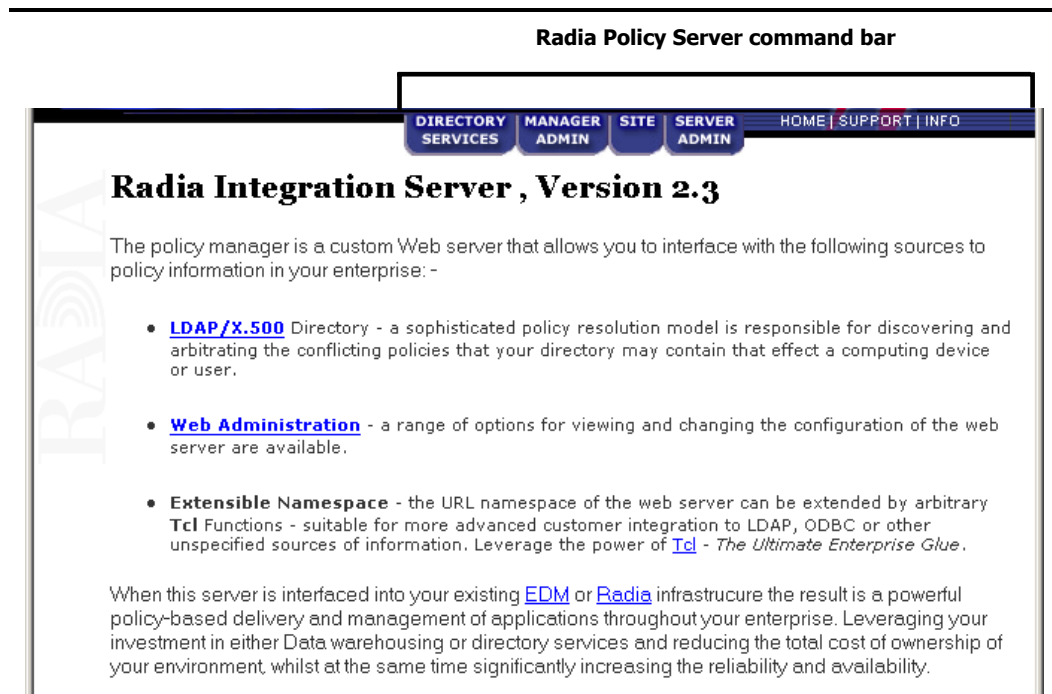 Radia Policy Server command bar
DIRECTORY SERVICES MANAGER ADMIN SITE SERVER ADMIN HOME | SUPPORT | INFO
RADIA
Radia Integration Server , Version 2.3
The policy manager is a custom Web server that allows you to interface with the following sources to
policy information in your enterprise: -
• LDAP/X.500 Directory - a sophisticated policy resolution model is responsible for discovering and
arbitrating the conflicting policies that your directory may contain that effect a computing device
or user.
• Web Administration - a range of options for viewing and changing the configuration of the web
server are available.
• Extensible Namespace - the URL namespace of the web server can be extended by arbitrary
Tcl Functions - suitable for more advanced customer integration to LDAP, ODBC or other
unspecified sources of information. Leverage the power of Tcl - The Ultimate Enterprise Glue.
When this server is interfaced into your existing EDM or Radia infrastrucure the result is a powerful
policy-based delivery and management of applications throughout your enterprise. Leveraging your
investment in either Data warehousing or directory services and reducing the total cost of ownership of
your environment, whilst at the same time significantly increasing the reliability and availability.